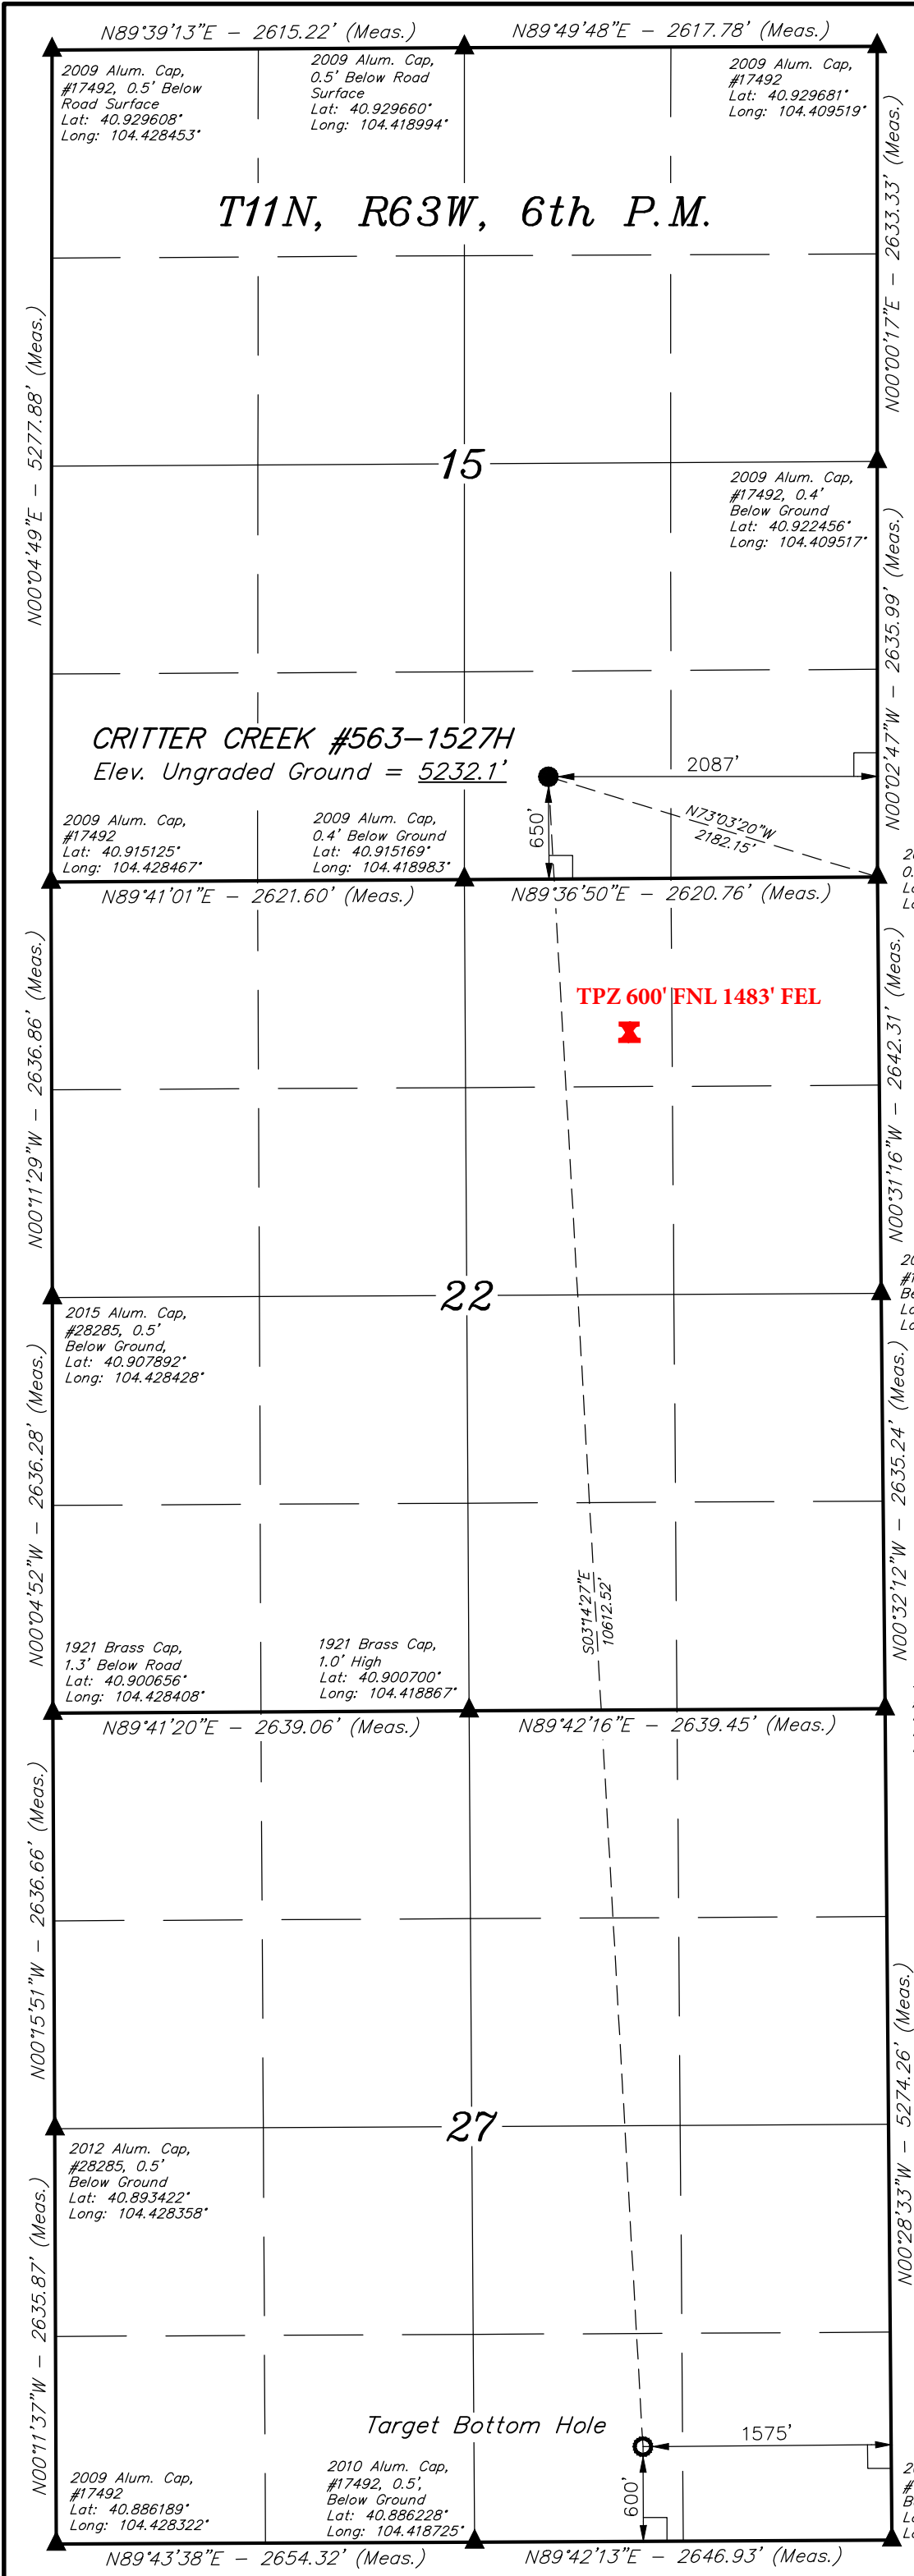 N89°39'13"E - 2615.22' (Meas.)
N89°49'48"E - 2617.78' (Meas.)
2009 Alum. Cap,
#17492, 0.5' Below
Road Surface
Lat: 40.929608°
Long: 104.428453°
2009 Alum. Cap,
0.5' Below Road
Surface
Lat: 40.929660°
Long: 104.418994°
2009 Alum. Cap,
#17492
Lat: 40.929681°
Long: 104.409519°
N00°00'17"E - 2633.33' (Meas.)
T11N, R63W, 6th P.M.
N00°04'49"E - 5277.88' (Meas.)
15
2009 Alum. Cap,
#17492, 0.4'
Below Ground
Lat: 40.922456°
Long: 104.409517°
N00°02'47"W - 2635.99' (Meas.)
CRITTER CREEK #563-1527H
Elev. Ungraded Ground = 5232.1'
2087'
650'
N73°03'20"W
2182.15'
2009 Alum. Cap,
#17492
Lat: 40.915125°
Long: 104.428467°
2009 Alum. Cap,
0.4' Below Ground
Lat: 40.915169°
Long: 104.418983°
N89°41'01"E - 2621.60' (Meas.)
N89°36'50"E - 2620.76' (Meas.)
TPZ 600' FNL 1483' FEL
N00°11'29"W - 2636.86' (Meas.)
N00°31'16"W - 2642.31' (Meas.)
22
2015 Alum. Cap,
#28285, 0.5'
Below Ground,
Lat: 40.907892°
Long: 104.428428°
N00°04'52"W - 2636.28' (Meas.)
N00°32'12"W - 2635.24' (Meas.)
S03°14'27"E
10612.52'
1921 Brass Cap,
1.3' Below Road
Lat: 40.900656°
Long: 104.428408°
1921 Brass Cap,
1.0' High
Lat: 40.900700°
Long: 104.418867°
N89°41'20"E - 2639.06' (Meas.)
N89°42'16"E - 2639.45' (Meas.)
N00°15'51"W - 2636.66' (Meas.)
27
N00°28'33"W - 5274.26' (Meas.)
2012 Alum. Cap,
#28285, 0.5'
Below Ground
Lat: 40.893422°
Long: 104.428358°
N00°11'37"W - 2635.87' (Meas.)
Target Bottom Hole
1575'
600'
2009 Alum. Cap,
#17492
Lat: 40.886189°
Long: 104.428322°
2010 Alum. Cap,
#17492, 0.5',
Below Ground
Lat: 40.886228°
Long: 104.418725°
N89°43'38"E - 2654.32' (Meas.)
N89°42'13"E - 2646.93' (Meas.)